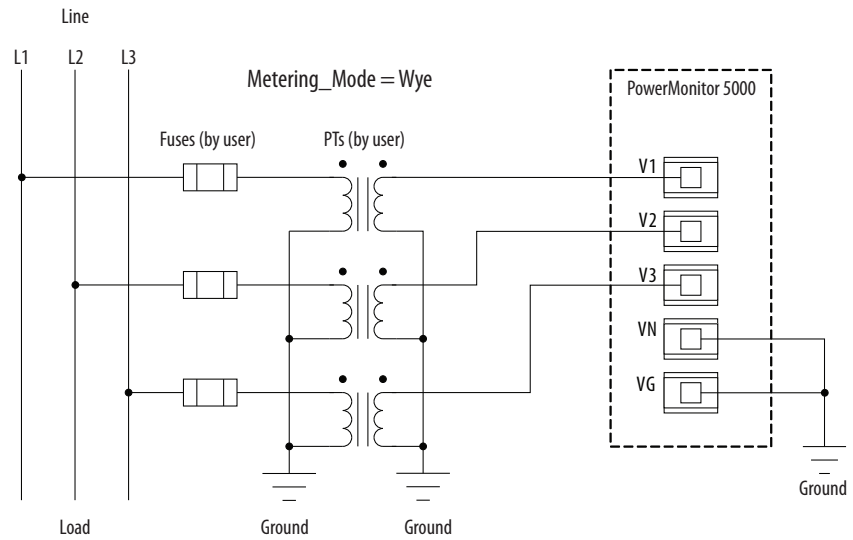 Line
L1 L2 L3
Metering_Mode = Wye
PowerMonitor 5000
Fuses (by user) PTs (by user)
V1
V2
V3
VN
VG
Ground
Load Ground Ground